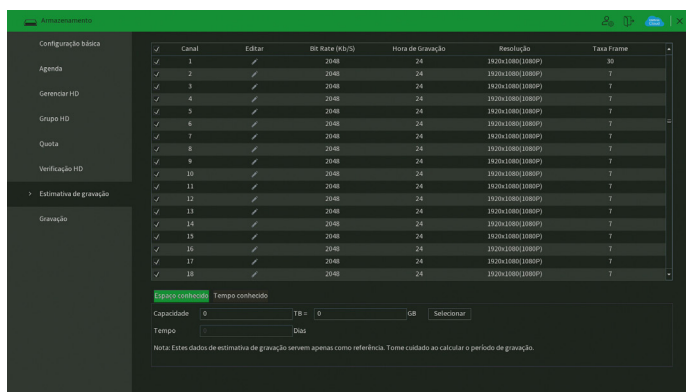 Armazenamento
Configuração básica
Agenda
Gerenciar HD
Grupo HD
Quota
Verificação HD
> Estimativa de gravação
Gravação
Canal Editar Bit Rate (Kb/S) Hora de Gravação Resolução Taxa Frame
1 2048 24 1920x1080(1080P) 30
2 2048 24 1920x1080(1080P) 7
3 2048 24 1920x1080(1080P) 7
4 2048 24 1920x1080(1080P) 7
5 2048 24 1920x1080(1080P) 7
6 2048 24 1920x1080(1080P) 7
7 2048 24 1920x1080(1080P) 7
8 2048 24 1920x1080(1080P) 7
9 2048 24 1920x1080(1080P) 7
10 2048 24 1920x1080(1080P) 7
11 2048 24 1920x1080(1080P) 7
12 2048 24 1920x1080(1080P) 7
13 2048 24 1920x1080(1080P) 7
14 2048 24 1920x1080(1080P) 7
15 2048 24 1920x1080(1080P) 7
16 2048 24 1920x1080(1080P) 7
17 2048 24 1920x1080(1080P) 7
18 2048 24 1920x1080(1080P) 7
Espaço conhecido Tempo conhecido
Capacidade 0 TB = 0 GB Selecionar
Tempo 0 Dias
Nota: Estes dados de estimativa de gravação servem apenas como referência. Tome cuidado ao calcular o período de gravação.